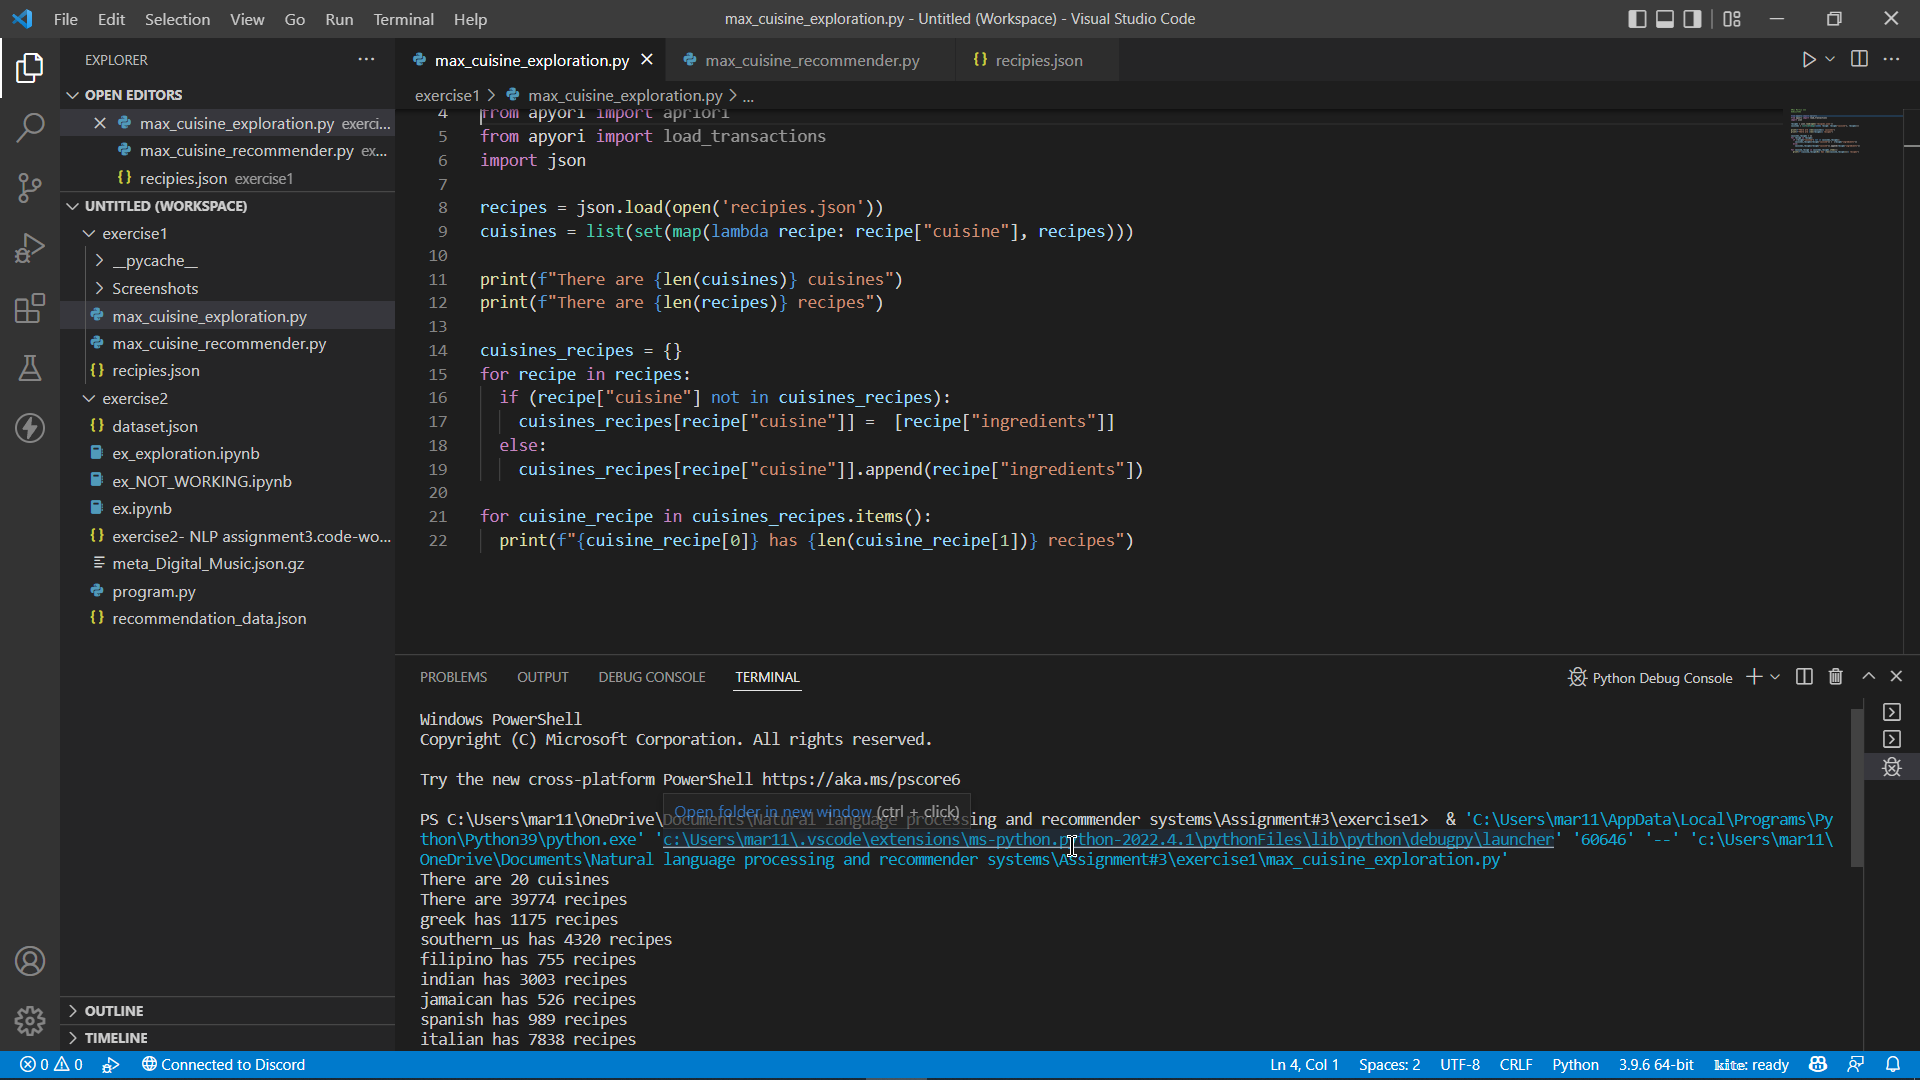 File Edit Selection View Go Run Terminal Help
max_cuisine_exploration.py - Untitled (Workspace) - Visual Studio Code
EXPLORER
OPEN EDITORS
max_cuisine_exploration.py exerci...
max_cuisine_recommender.py ex...
recipies.json exercise1
UNTITLED (WORKSPACE)
exercise1
__pycache__
Screenshots
max_cuisine_exploration.py
max_cuisine_recommender.py
recipies.json
exercise2
dataset.json
ex_exploration.ipynb
ex_NOT_WORKING.ipynb
ex.ipynb
exercise2- NLP assignment3.code-wo...
meta_Digital_Music.json.gz
program.py
recommendation_data.json
OUTLINE
TIMELINE
max_cuisine_exploration.py
max_cuisine_recommender.py
recipies.json
exercise1 > max_cuisine_exploration.py > ...
4 from apyori import apriori
5 from apyori import load_transactions
6 import json
7
8 recipes = json.load(open('recipies.json'))
9 cuisines = list(set(map(lambda recipe: recipe["cuisine"], recipes)))
10
11 print(f"There are {len(cuisines)} cuisines")
12 print(f"There are {len(recipes)} recipes")
13
14 cuisines_recipes = {}
15 for recipe in recipes:
16 if (recipe["cuisine"] not in cuisines_recipes):
17 cuisines_recipes[recipe["cuisine"]] =  [recipe["ingredients"]]
18 else:
19 cuisines_recipes[recipe["cuisine"]].append(recipe["ingredients"])
20
21 for cuisine_recipe in cuisines_recipes.items():
22 print(f"{cuisine_recipe[0]} has {len(cuisine_recipe[1])} recipes")
PROBLEMS OUTPUT DEBUG CONSOLE TERMINAL
Python Debug Console
Windows PowerShell
Copyright (C) Microsoft Corporation. All rights reserved.
Try the new cross-platform PowerShell https://aka.ms/pscore6
Open folder in new window (ctrl + click)
PS C:\Users\mar11\OneDrive\Documents\Natural language processing and recommender systems\Assignment#3\exercise1>  & 'C:\Users\mar11\AppData\Local\Programs\Py
thon\Python39\python.exe' 'c:\Users\mar11\.vscode\extensions\ms-python.python-2022.4.1\pythonFiles\lib\python\debugpy\launcher' '60646' '--' 'c:\Users\mar11\
OneDrive\Documents\Natural language processing and recommender systems\Assignment#3\exercise1\max_cuisine_exploration.py'
There are 20 cuisines
There are 39774 recipes
greek has 1175 recipes
southern_us has 4320 recipes
filipino has 755 recipes
indian has 3003 recipes
jamaican has 526 recipes
spanish has 989 recipes
italian has 7838 recipes
0 0
Connected to Discord
Ln 4, Col 1 Spaces: 2 UTF-8 CRLF Python 3.9.6 64-bit kite: ready